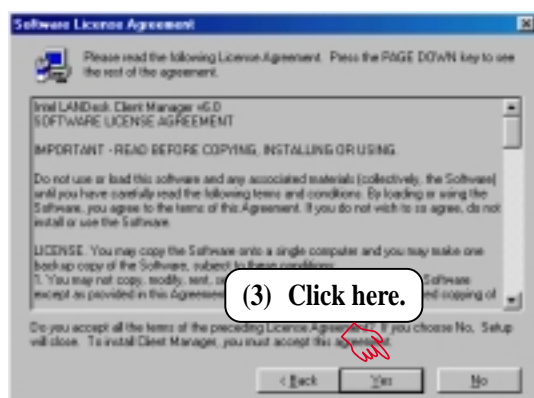 Software License Agreement
Please read the following License Agreement. Press the PAGE DOWN key to see
the rest of the agreement.
Intel LANDesk Client Manager v6.0
SOFTWARE LICENSE AGREEMENT
IMPORTANT - READ BEFORE COPYING, INSTALLING OR USING.
Do not use or load this software and any associated materials (collectively, the Software)
until you have carefully read the following terms and conditions. By loading or using the
Software, you agree to the terms of this Agreement. If you do not wish to so agree, do not
install or use the Software.
LICENSE. You may copy the Software onto a single computer and you may make one
back-up copy of the Software, subject to these conditions:
1. You may not copy, modify, rent, Software
except as provided in this Agreement copying of
(3) Click here.
Do you accept all the terms of the preceding License Agreement? If you choose No, Setup
will close. To install Client Manager, you must accept this agreement.
< Back Yes No